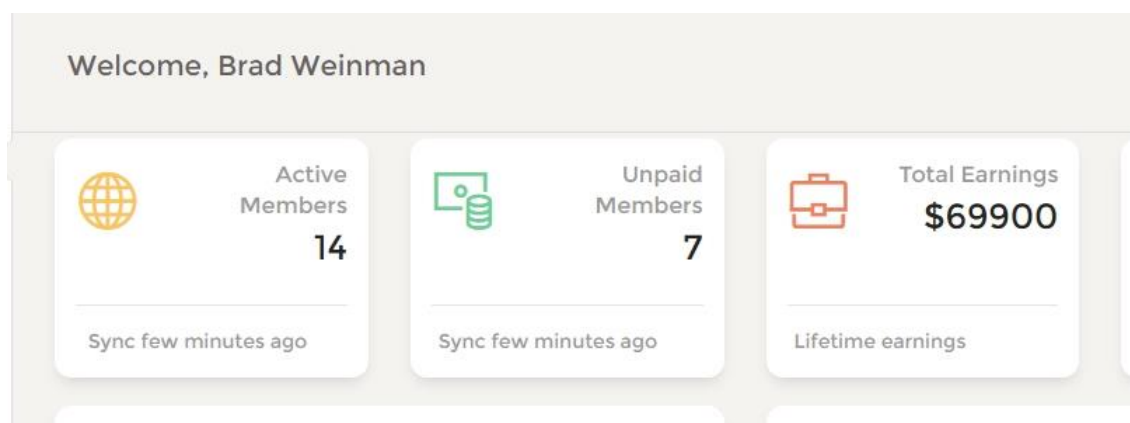 Welcome, Brad Weinman
Active
Members
14
Sync few minutes ago
Unpaid
Members
7
Sync few minutes ago
Total Earnings
$69900
Lifetime earnings